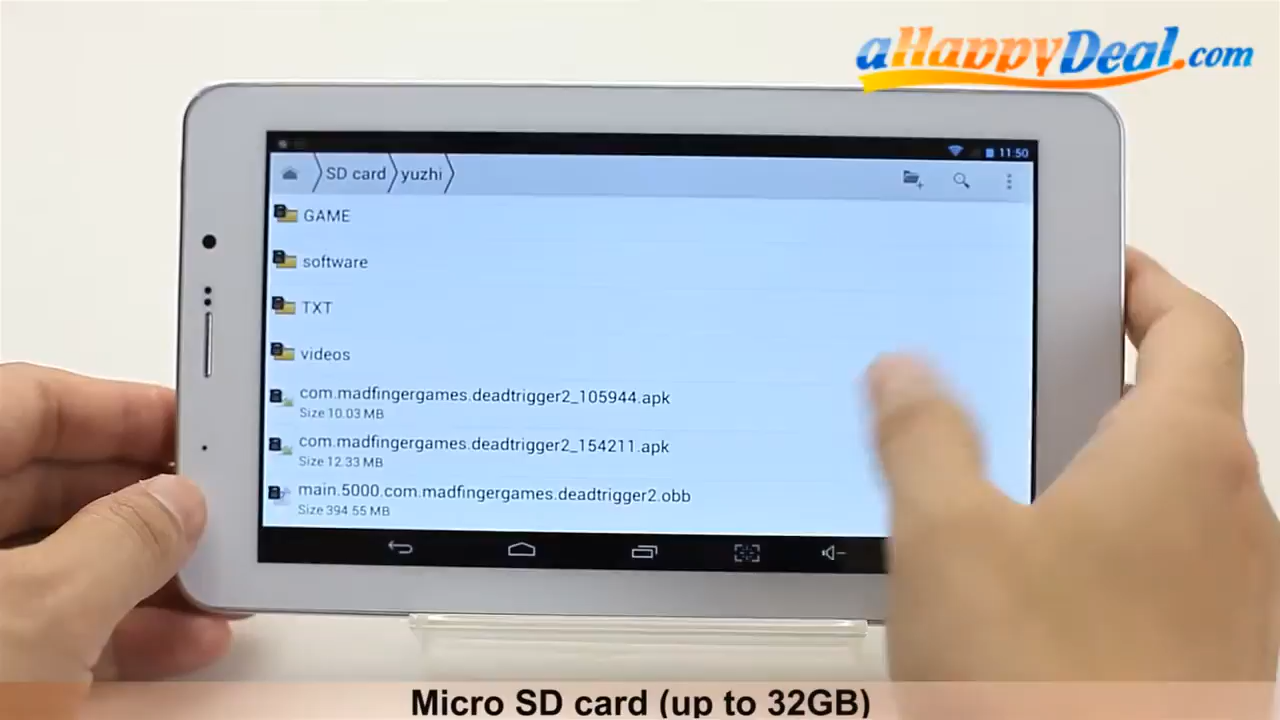 aHappyDeal.com
11:50
SD card
yuzhi
GAME
software
TXT
videos
com.madfingergames.deadtrigger2_105944.apk
Size 10.03 MB
com.madfingergames.deadtrigger2_154211.apk
Size 12.33 MB
main.5000.com.madfingergames.deadtrigger2.obb
Size 394.55 MB
Micro SD card (up to 32GB)